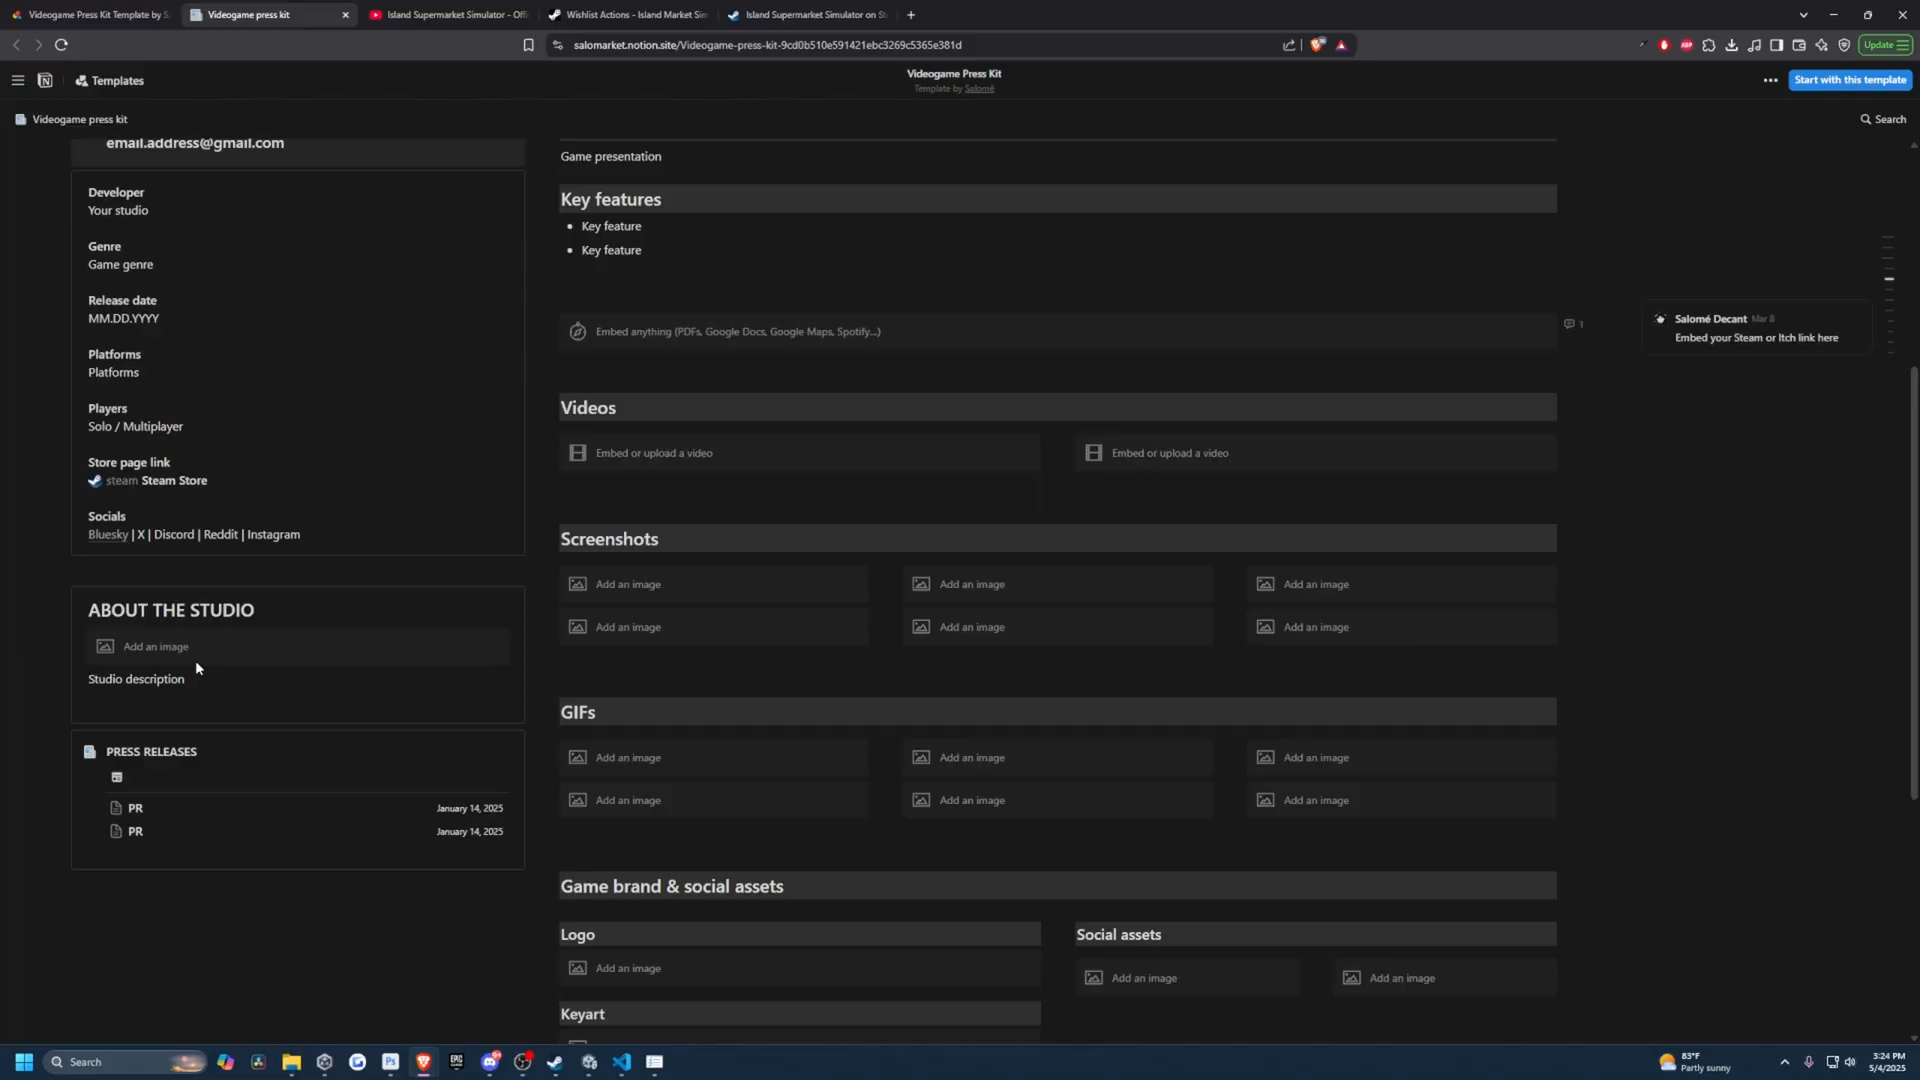 Videogame Press Kit Template by S
Videogame press kit
Island Supermarket Simulator - Offi
Wishlist Actions - Island Market Sim
Island Supermarket Simulator on St
salomarket.notion.site/Videogame-press-kit-9cd0b510e591421ebc3269c5365e381d
ABP
Update
Templates
Videogame Press Kit
Template by Salomé
Start with this template
Videogame press kit
Search
email.address@gmail.com
Developer
Your studio
Genre
Game genre
Release date
MM.DD.YYYY
Platforms
Platforms
Players
Solo / Multiplayer
Store page link
steam Steam Store
Socials
Bluesky | X | Discord | Reddit | Instagram
ABOUT THE STUDIO
Add an image
Studio description
PRESS RELEASES
PR January 14, 2025
PR January 14, 2025
Game presentation
Key features
• Key feature
• Key feature
Embed anything (PDFs, Google Docs, Google Maps, Spotify...)
1
Salomé Decant Mar 8
Embed your Steam or Itch link here
Videos
Embed or upload a video
Embed or upload a video
Screenshots
Add an image
Add an image
Add an image
Add an image
Add an image
Add an image
GIFs
Add an image
Add an image
Add an image
Add an image
Add an image
Add an image
Game brand & social assets
Logo
Add an image
Keyart
Social assets
Add an image
Add an image
Search
Ps
EPIC
83°F
Partly sunny
3:24 PM
5/4/2025